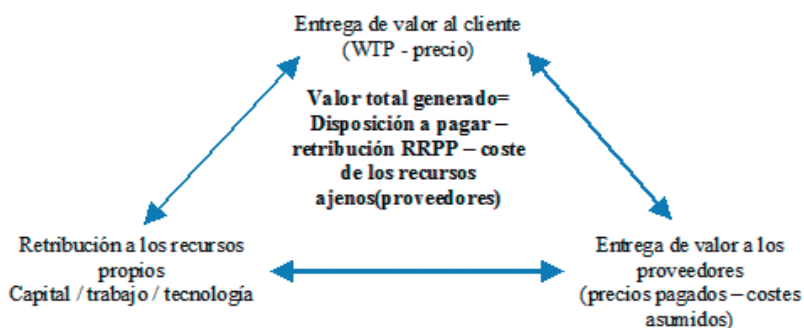 Entrega de valor al cliente
(WTP - precio)
Valor total generado=
Disposición a pagar –
retribución RRPP – coste
de los recursos
ajenos(proveedores)
Retribución a los recursos
propios
Capital / trabajo / tecnología
Entrega de valor a los
proveedores
(precios pagados – costes
asumidos)